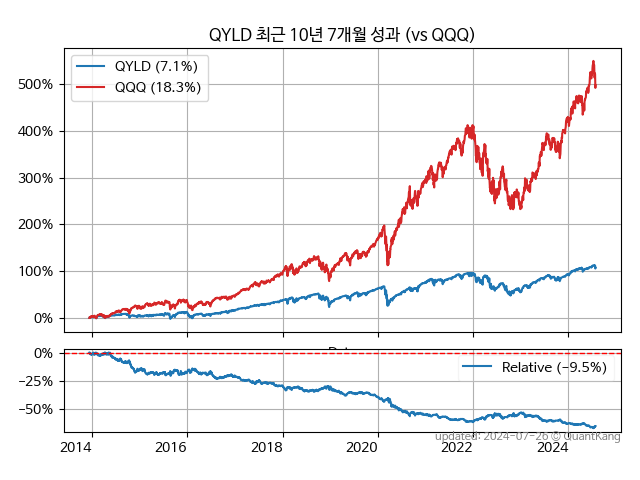 QYLD 최근 10년 7개월 성과 (vs QQQ)
QYLD (7.1%)
QQQ (18.3%)
500%
400%
300%
200%
100%
0%
0%
−25%
−50%
Relative (−9.5%)
updated: 2024-07-26 © QuantKang
2014 2016 2018 2020 2022 2024